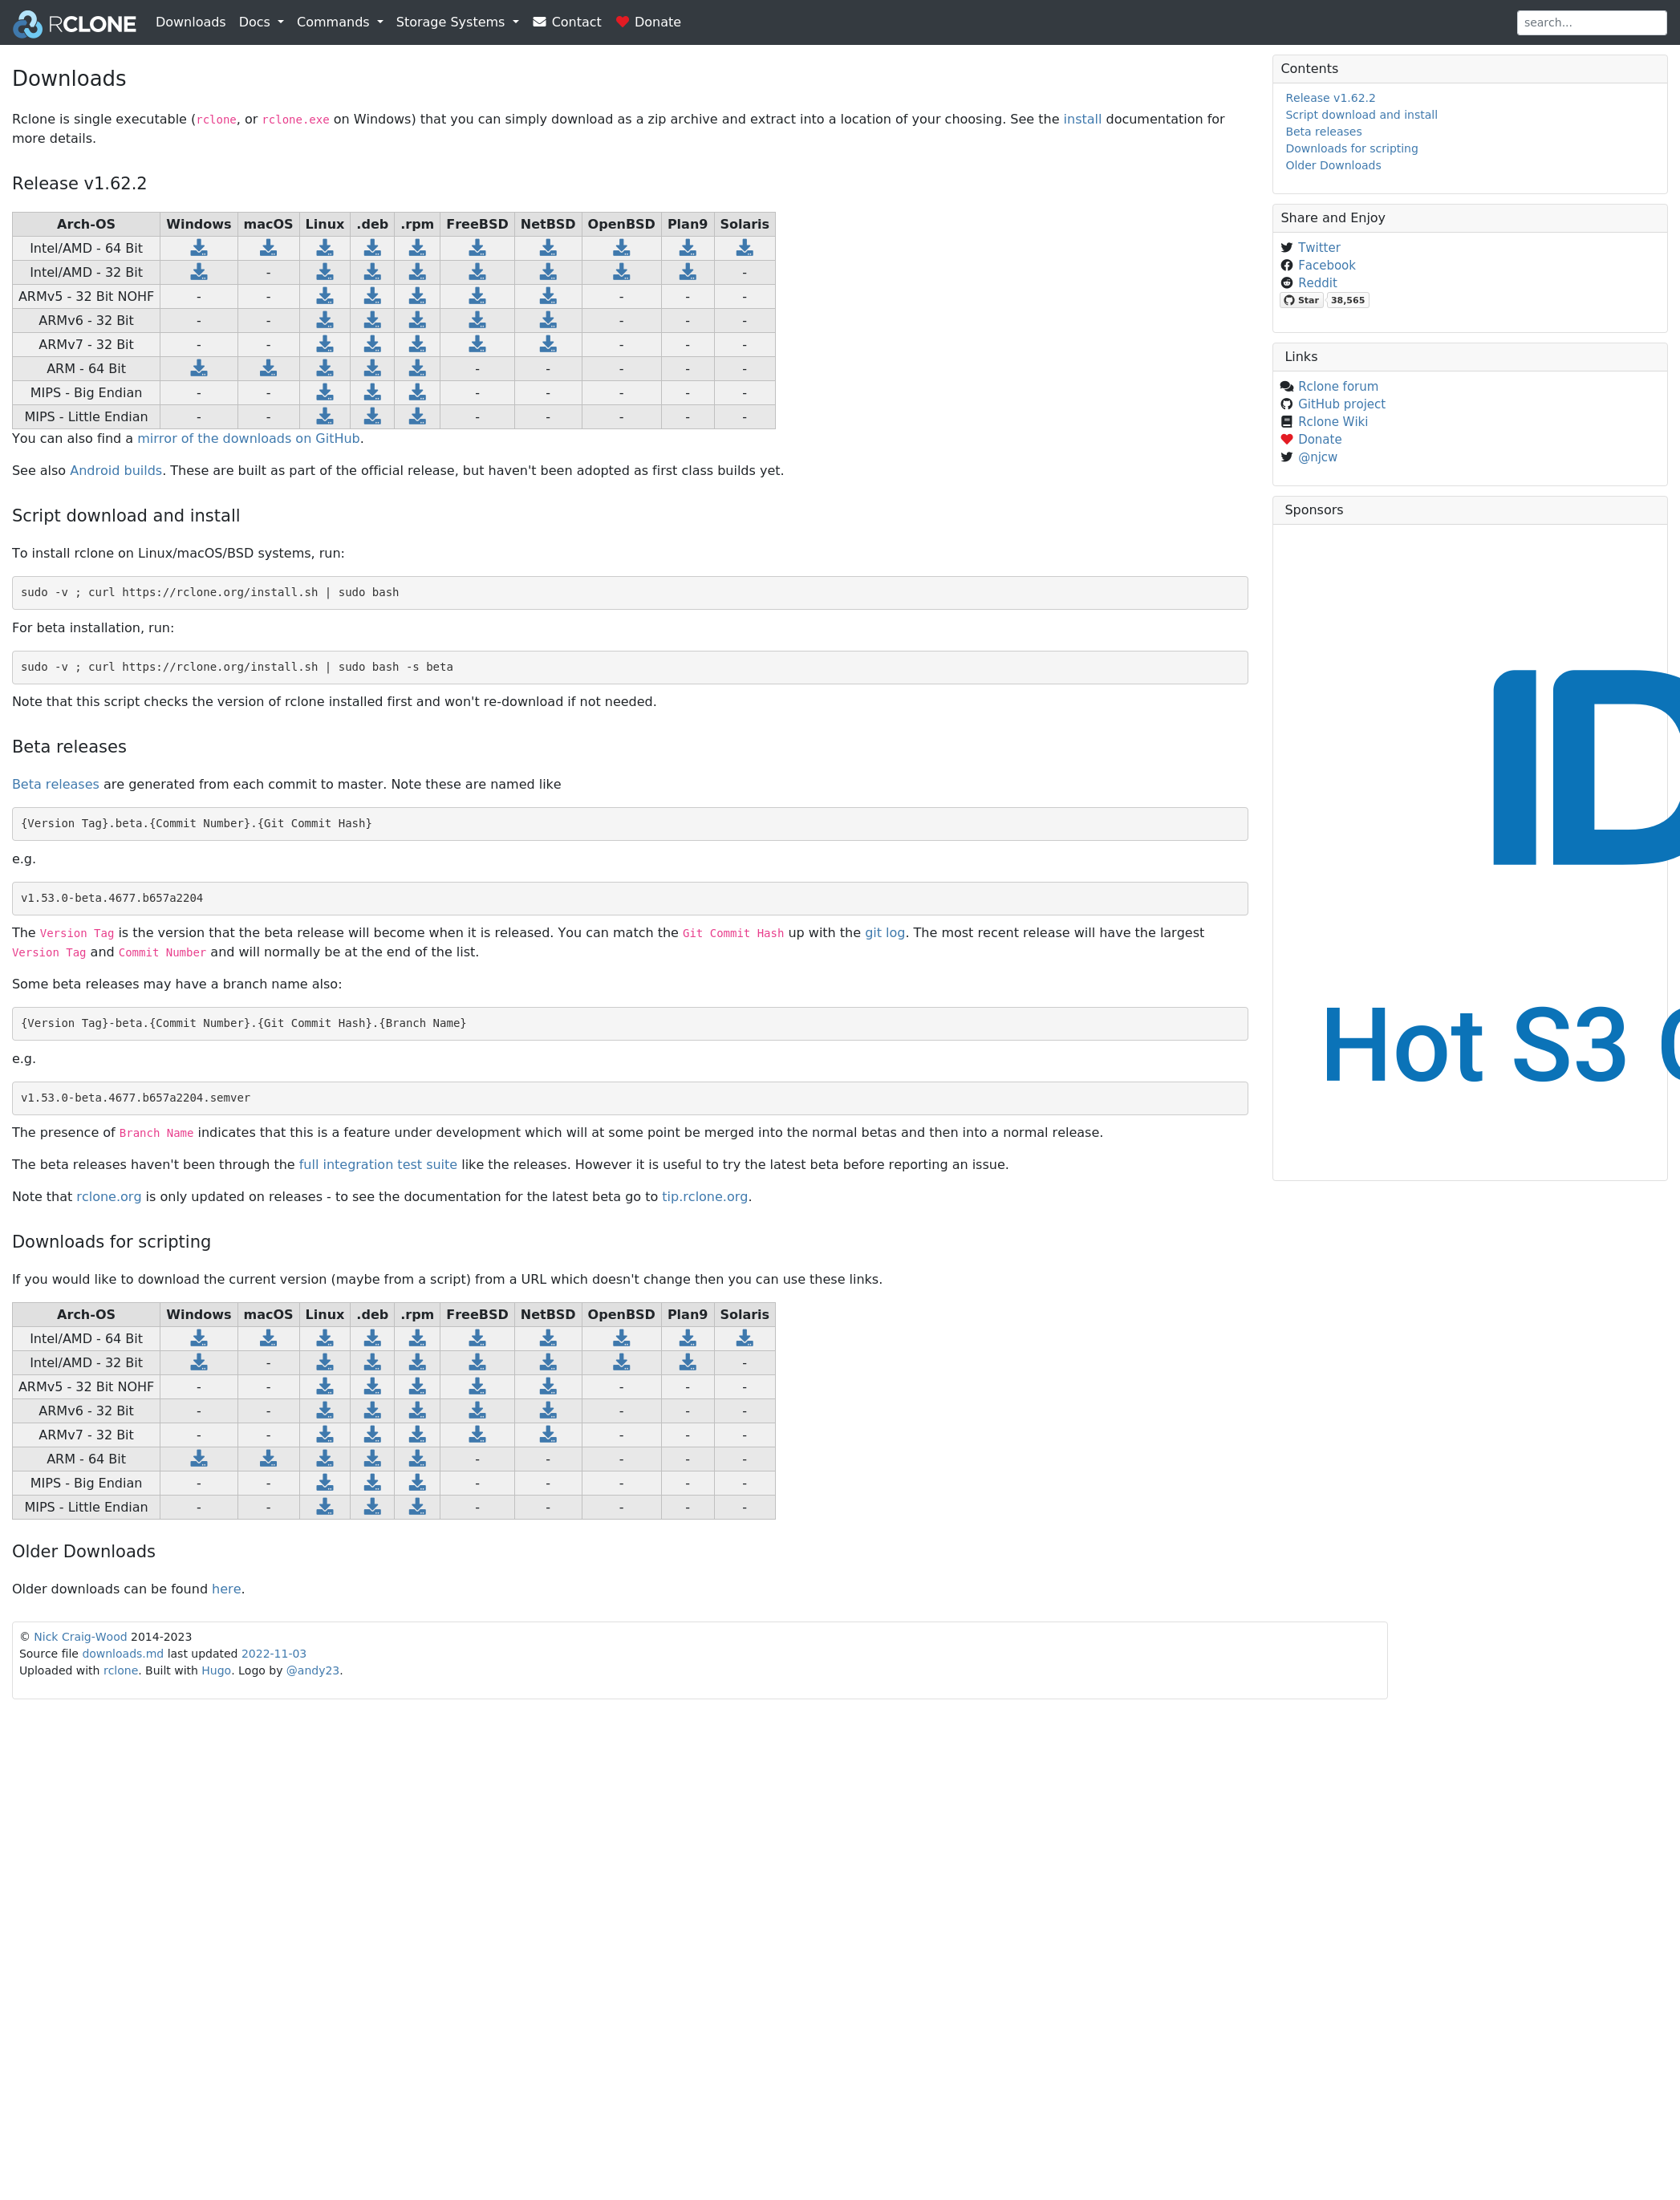 RCLONE Downloads Docs Commands Storage Systems Contact Donate search…
Downloads
Rclone is single executable (rclone, or rclone.exe on Windows) that you can simply download as a zip archive and extract into a location of your choosing. See the install documentation for
more details.
Release v1.62.2
Arch-OS Windows macOS Linux .deb .rpm FreeBSD NetBSD OpenBSD Plan9 Solaris
Intel/AMD - 64 Bit
Intel/AMD - 32 Bit - -
ARMv5 - 32 Bit NOHF - - - - -
ARMv6 - 32 Bit - - - - -
ARMv7 - 32 Bit - - - - -
ARM - 64 Bit - - - - -
MIPS - Big Endian - - - - - - -
MIPS - Little Endian - - - - - - -
You can also find a mirror of the downloads on GitHub.
See also Android builds. These are built as part of the official release, but haven't been adopted as first class builds yet.
Script download and install
To install rclone on Linux/macOS/BSD systems, run:
sudo -v ; curl https://rclone.org/install.sh | sudo bash
For beta installation, run:
sudo -v ; curl https://rclone.org/install.sh | sudo bash -s beta
Note that this script checks the version of rclone installed first and won't re-download if not needed.
Beta releases
Beta releases are generated from each commit to master. Note these are named like
{Version Tag}.beta.{Commit Number}.{Git Commit Hash}
e.g.
v1.53.0-beta.4677.b657a2204
The Version Tag is the version that the beta release will become when it is released. You can match the Git Commit Hash up with the git log. The most recent release will have the largest
Version Tag and Commit Number and will normally be at the end of the list.
Some beta releases may have a branch name also:
{Version Tag}-beta.{Commit Number}.{Git Commit Hash}.{Branch Name}
e.g.
v1.53.0-beta.4677.b657a2204.semver
The presence of Branch Name indicates that this is a feature under development which will at some point be merged into the normal betas and then into a normal release.
The beta releases haven't been through the full integration test suite like the releases. However it is useful to try the latest beta before reporting an issue.
Note that rclone.org is only updated on releases - to see the documentation for the latest beta go to tip.rclone.org.
Downloads for scripting
If you would like to download the current version (maybe from a script) from a URL which doesn't change then you can use these links.
Arch-OS Windows macOS Linux .deb .rpm FreeBSD NetBSD OpenBSD Plan9 Solaris
Intel/AMD - 64 Bit
Intel/AMD - 32 Bit - -
ARMv5 - 32 Bit NOHF - - - - -
ARMv6 - 32 Bit - - - - -
ARMv7 - 32 Bit - - - - -
ARM - 64 Bit - - - - -
MIPS - Big Endian - - - - - - -
MIPS - Little Endian - - - - - - -
Older Downloads
Older downloads can be found here.
© Nick Craig-Wood 2014-2023
Source file downloads.md last updated 2022-11-03
Uploaded with rclone. Built with Hugo. Logo by @andy23.
Contents
Release v1.62.2
Script download and install
Beta releases
Downloads for scripting
Older Downloads
Share and Enjoy
Twitter
Facebook
Reddit
Star 38,565
Links
Rclone forum
GitHub project
Rclone Wiki
Donate
@njcw
Sponsors
ID
Hot S3